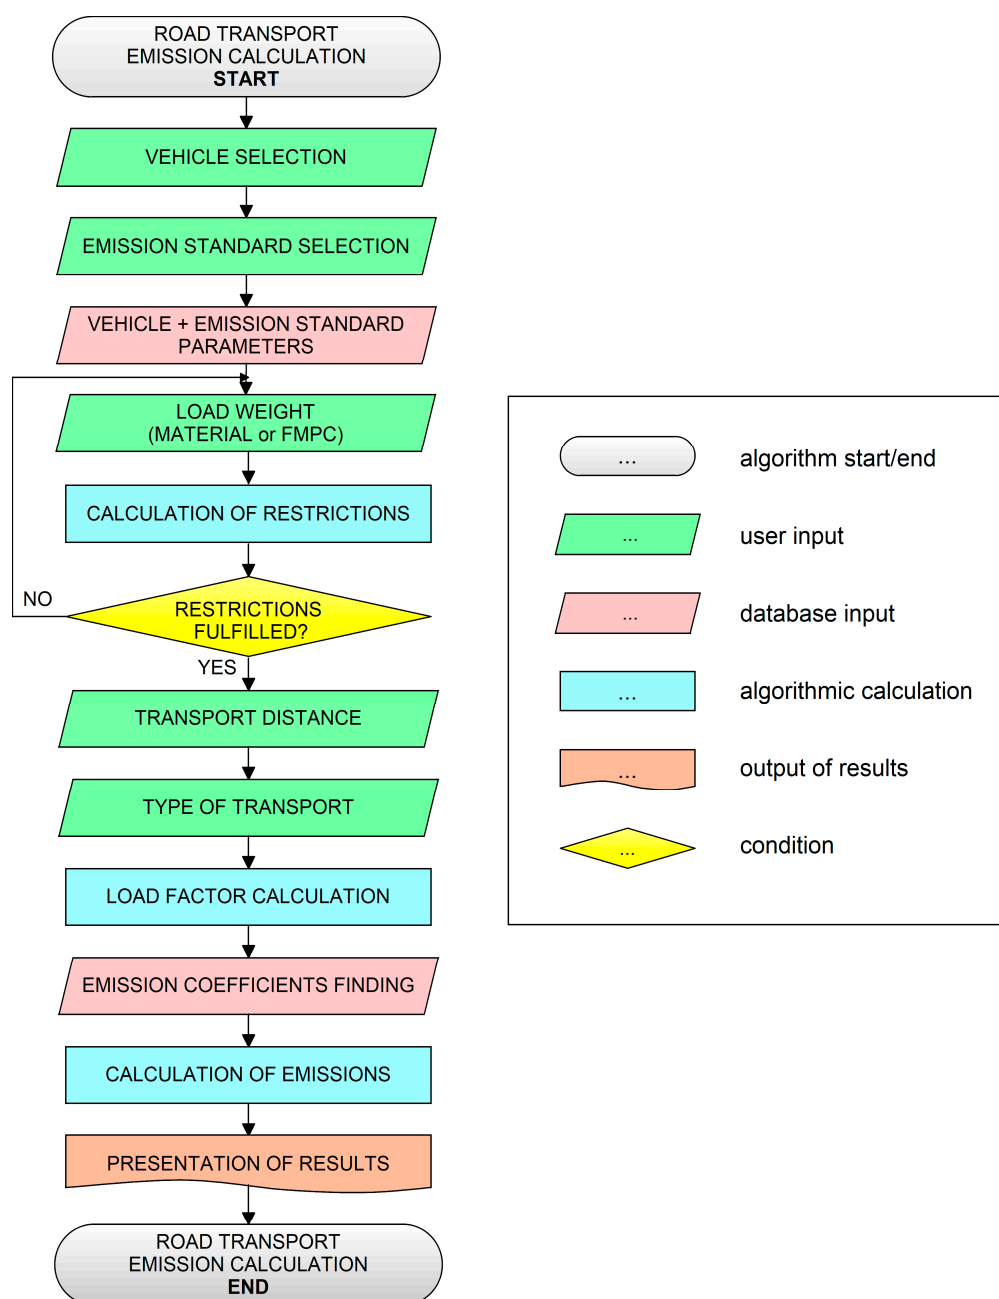 ROAD TRANSPORT
EMISSION CALCULATION
START
VEHICLE SELECTION
EMISSION STANDARD SELECTION
VEHICLE + EMISSION STANDARD
PARAMETERS
LOAD WEIGHT
(MATERIAL or FMPC)
CALCULATION OF RESTRICTIONS
NO
RESTRICTIONS
FULFILLED?
YES
TRANSPORT DISTANCE
TYPE OF TRANSPORT
LOAD FACTOR CALCULATION
EMISSION COEFFICIENTS FINDING
CALCULATION OF EMISSIONS
PRESENTATION OF RESULTS
ROAD TRANSPORT
EMISSION CALCULATION
END
... algorithm start/end
... user input
... database input
... algorithmic calculation
... output of results
... condition